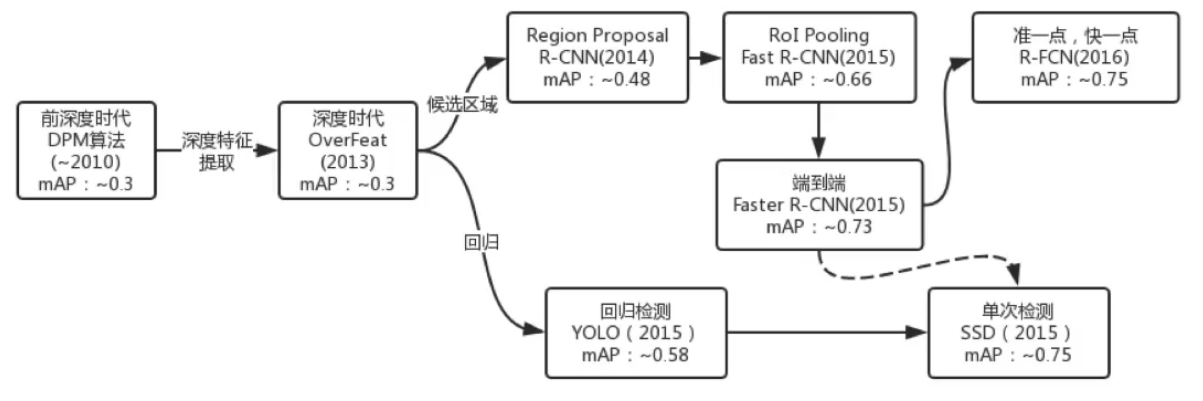 前深度时代
DPM算法
(~2010)
mAP：~0.3
深度特征
提取
深度时代
OverFeat
(2013)
mAP：~0.3
候选区域
Region Proposal
R-CNN(2014)
mAP：~0.48
RoI Pooling
Fast R-CNN(2015)
mAP：~0.66
准一点，快一点
R-FCN(2016)
mAP：~0.75
端到端
Faster R-CNN(2015)
mAP：~0.73
回归
回归检测
YOLO（2015）
mAP：~0.58
单次检测
SSD（2015）
mAP：~0.75